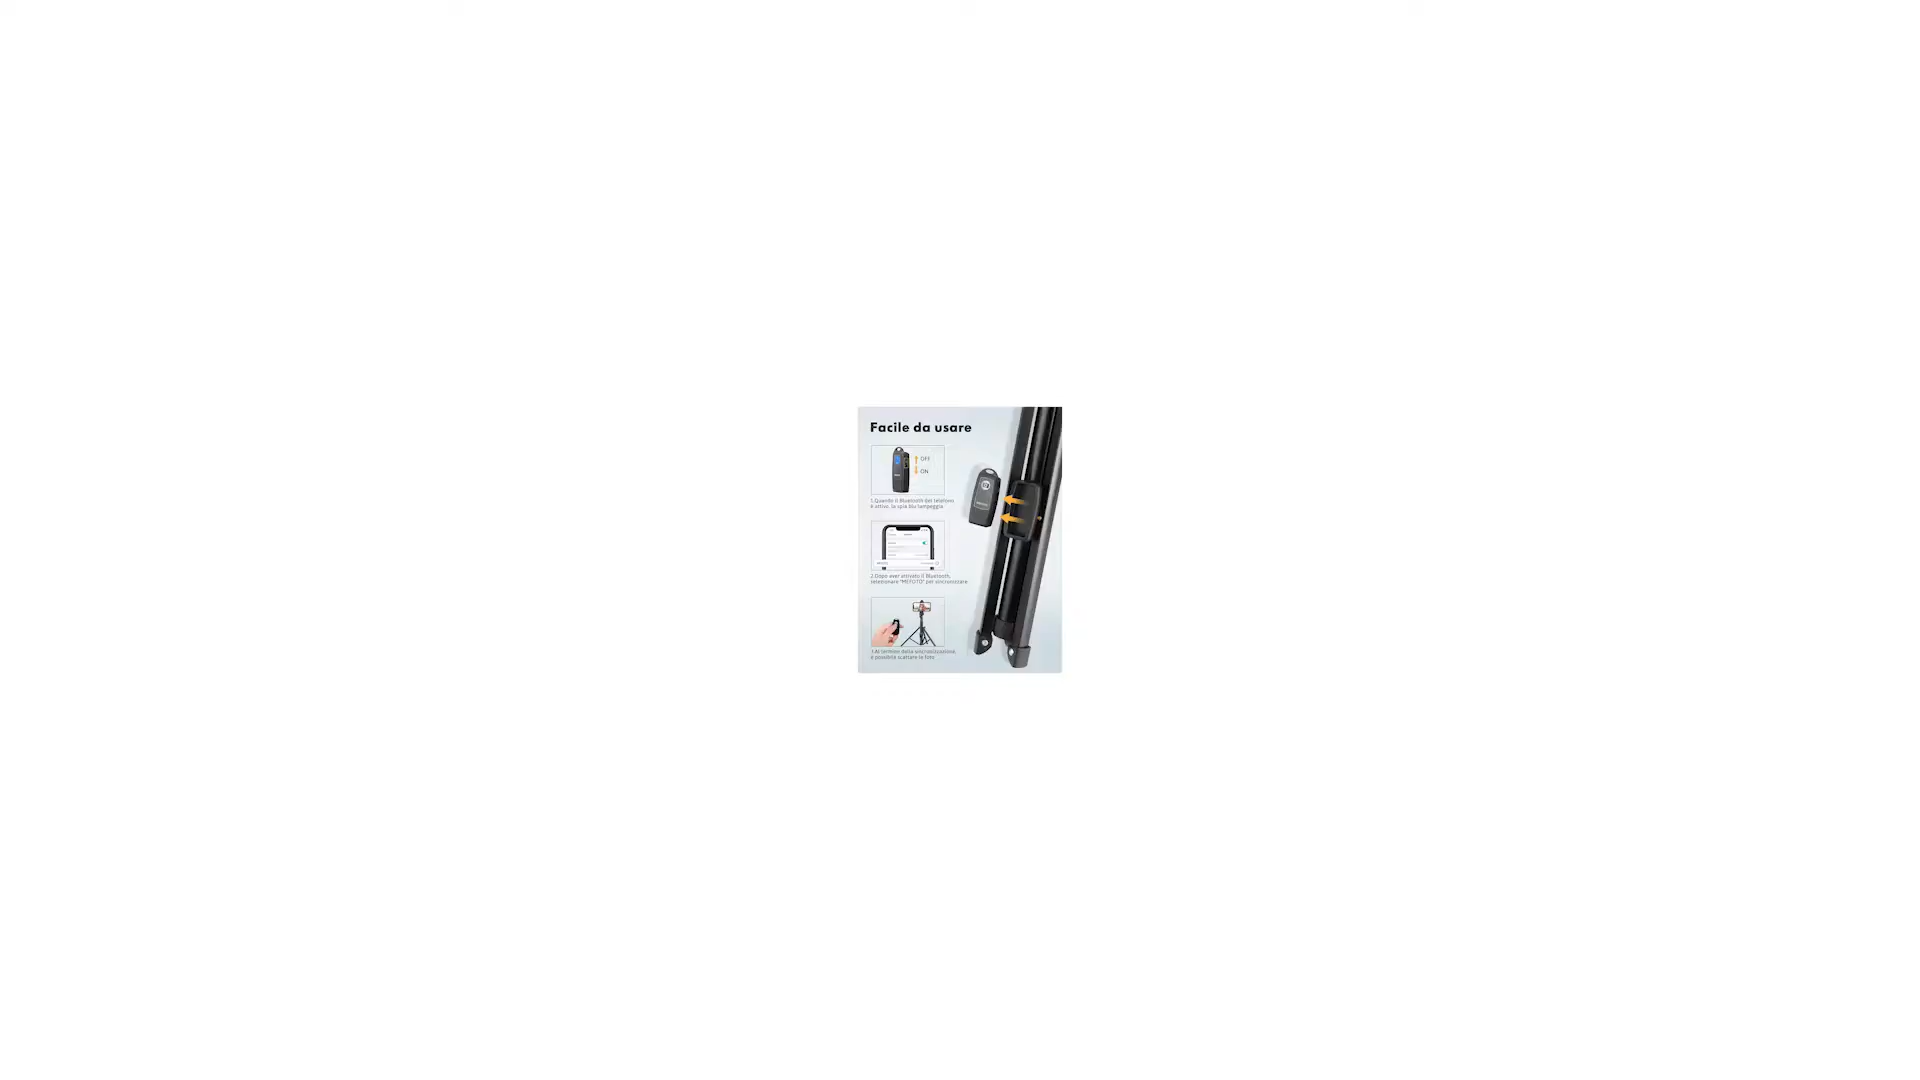 Facile da usare
OFF
ON
1.Quando il Bluetooth del telefono
è attivo, la spia blu lampeggia
2.Dopo aver attivato il Bluetooth,
selezionare "MEFOTO" per sincronizzare
3.Al termine della sincronizzazione
è possibile scattare le foto